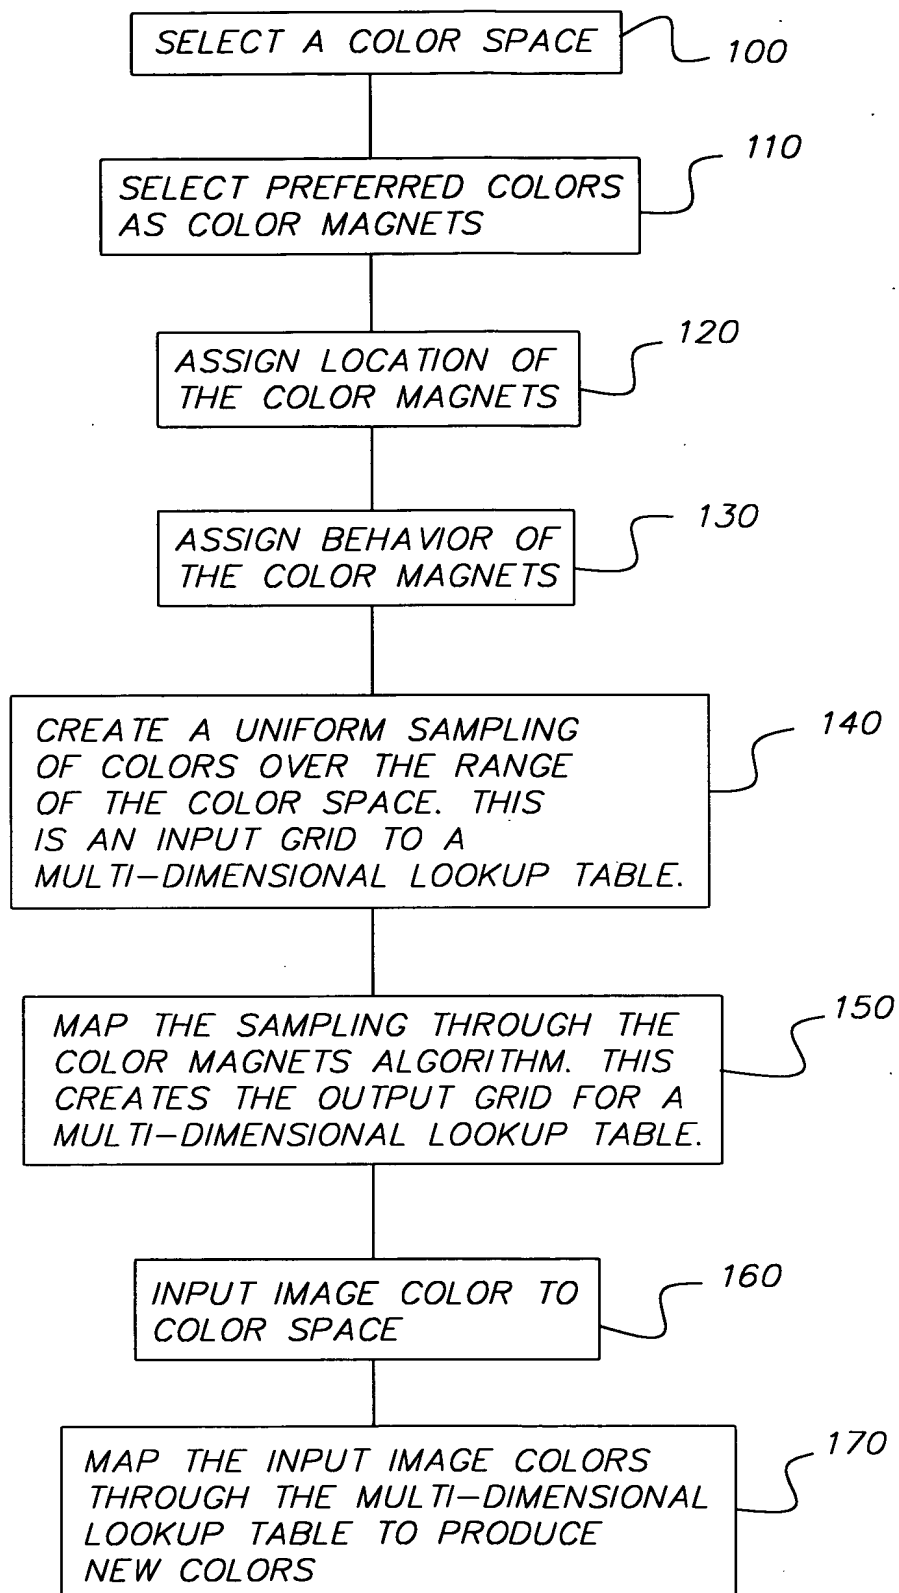 SELECT A COLOR SPACE
100
110
SELECT PREFERRED COLORS
AS COLOR MAGNETS
120
ASSIGN LOCATION OF
THE COLOR MAGNETS
130
ASSIGN BEHAVIOR OF
THE COLOR MAGNETS
140
CREATE A UNIFORM SAMPLING
OF COLORS OVER THE RANGE
OF THE COLOR SPACE. THIS
IS AN INPUT GRID TO A
MULTI-DIMENSIONAL LOOKUP TABLE.
150
MAP THE SAMPLING THROUGH THE
COLOR MAGNETS ALGORITHM. THIS
CREATES THE OUTPUT GRID FOR A
MULTI-DIMENSIONAL LOOKUP TABLE.
160
INPUT IMAGE COLOR TO
COLOR SPACE
170
MAP THE INPUT IMAGE COLORS
THROUGH THE MULTI-DIMENSIONAL
LOOKUP TABLE TO PRODUCE
NEW COLORS